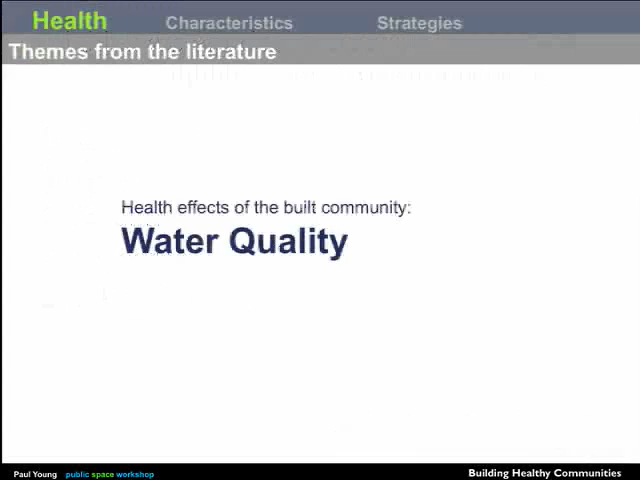 Health Characteristics Strategies
Themes from the literature
Health effects of the built community:
Water Quality
Paul Young public space workshop Building Healthy Communities